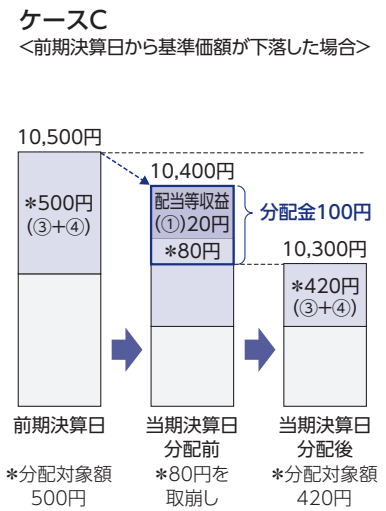 ケースC
<前期決算日から基準価額が下落した場合>
10,500円
10,400円
*500円
(③+④)
配当等収益
(①)20円
*80円
分配金100円
10,300円
*420円
(③+④)
前期決算日
当期決算日
分配前
当期決算日
分配後
*分配対象額
500円
*80円を
取崩し
*分配対象額
420円